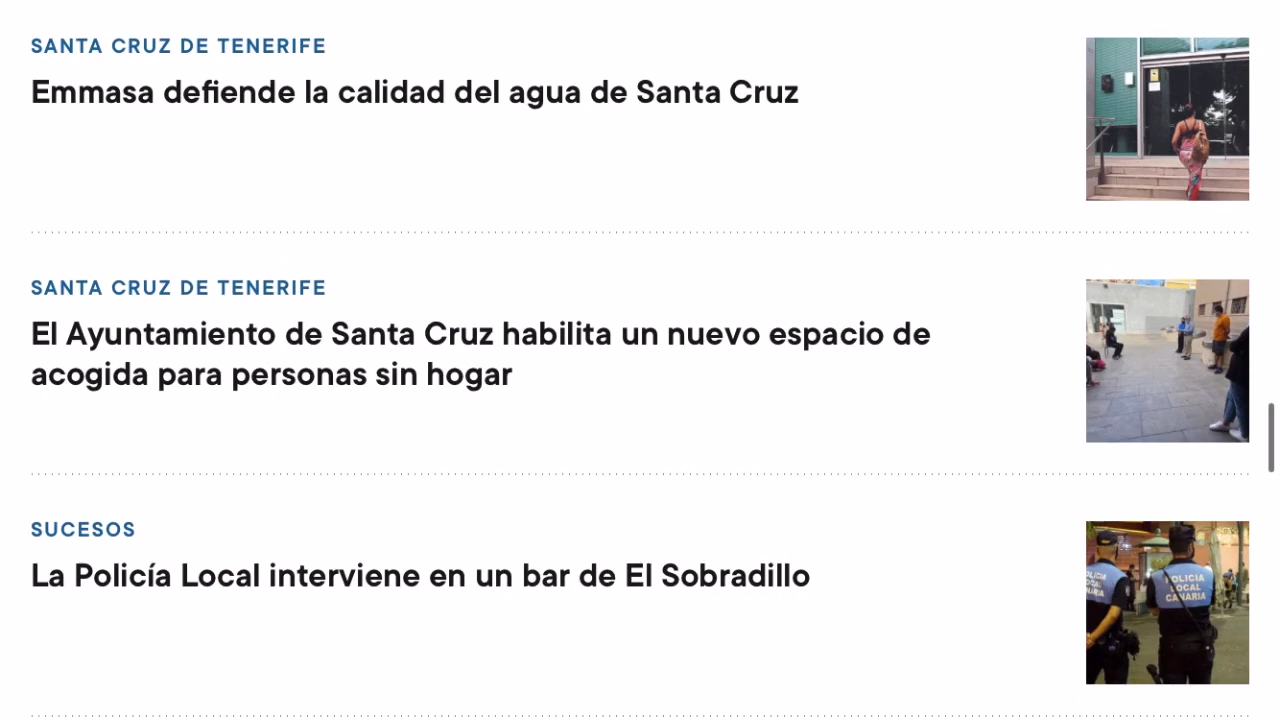 SANTA CRUZ DE TENERIFE
Emmasa defiende la calidad del agua de Santa Cruz
SANTA CRUZ DE TENERIFE
El Ayuntamiento de Santa Cruz habilita un nuevo espacio de
acogida para personas sin hogar
SUCESOS
La Policía Local interviene en un bar de El Sobradillo
POLICIA
LOCAL
CANARIA